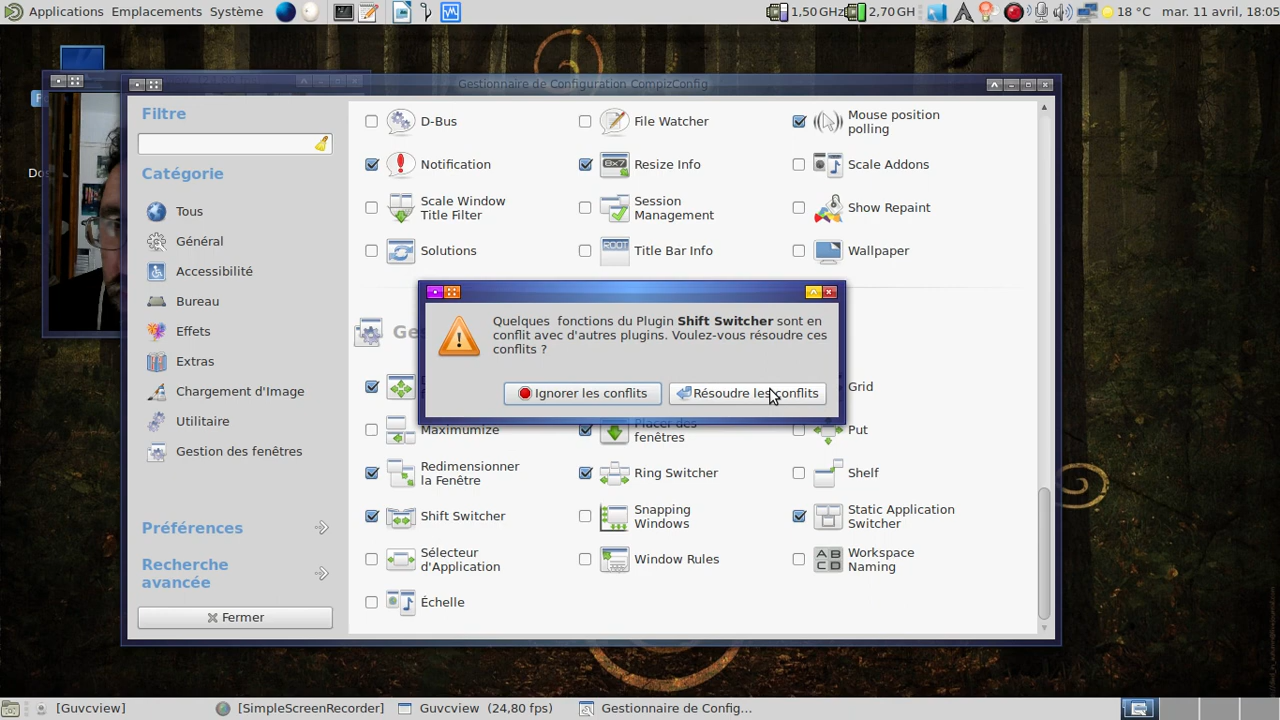 Applications Emplacements Système 1,50 GHz 2,70 GH 18 °C mar. 11 avril, 18:05
Gestionnaire de Configuration CompizConfig
Filtre
Catégorie
Tous
Général
Accessibilité
Bureau
Effets
Extras
Chargement d'Image
Utilitaire
Gestion des fenêtres
Préférences
Recherche
avancée
Fermer
D-Bus
File Watcher
Mouse position
polling
Notification
Resize Info
Scale Addons
Scale Window
Title Filter
Session
Management
Show Repaint
Solutions
ROOT
Title Bar Info
Wallpaper
Quelques fonctions du Plugin Shift Switcher sont en
conflit avec d'autres plugins. Voulez-vous résoudre ces
conflits ?
Ignorer les conflits
Résoudre les conflits
Grid
Maximumize
Placer des
fenêtres
Put
Redimensionner
la Fenêtre
Ring Switcher
Shelf
Shift Switcher
Snapping
Windows
Static Application
Switcher
Sélecteur
d'Application
Window Rules
AB
CD
Workspace
Naming
Échelle
[Guvcview] [SimpleScreenRecorder] Guvcview (24,80 fps) Gestionnaire de Config...